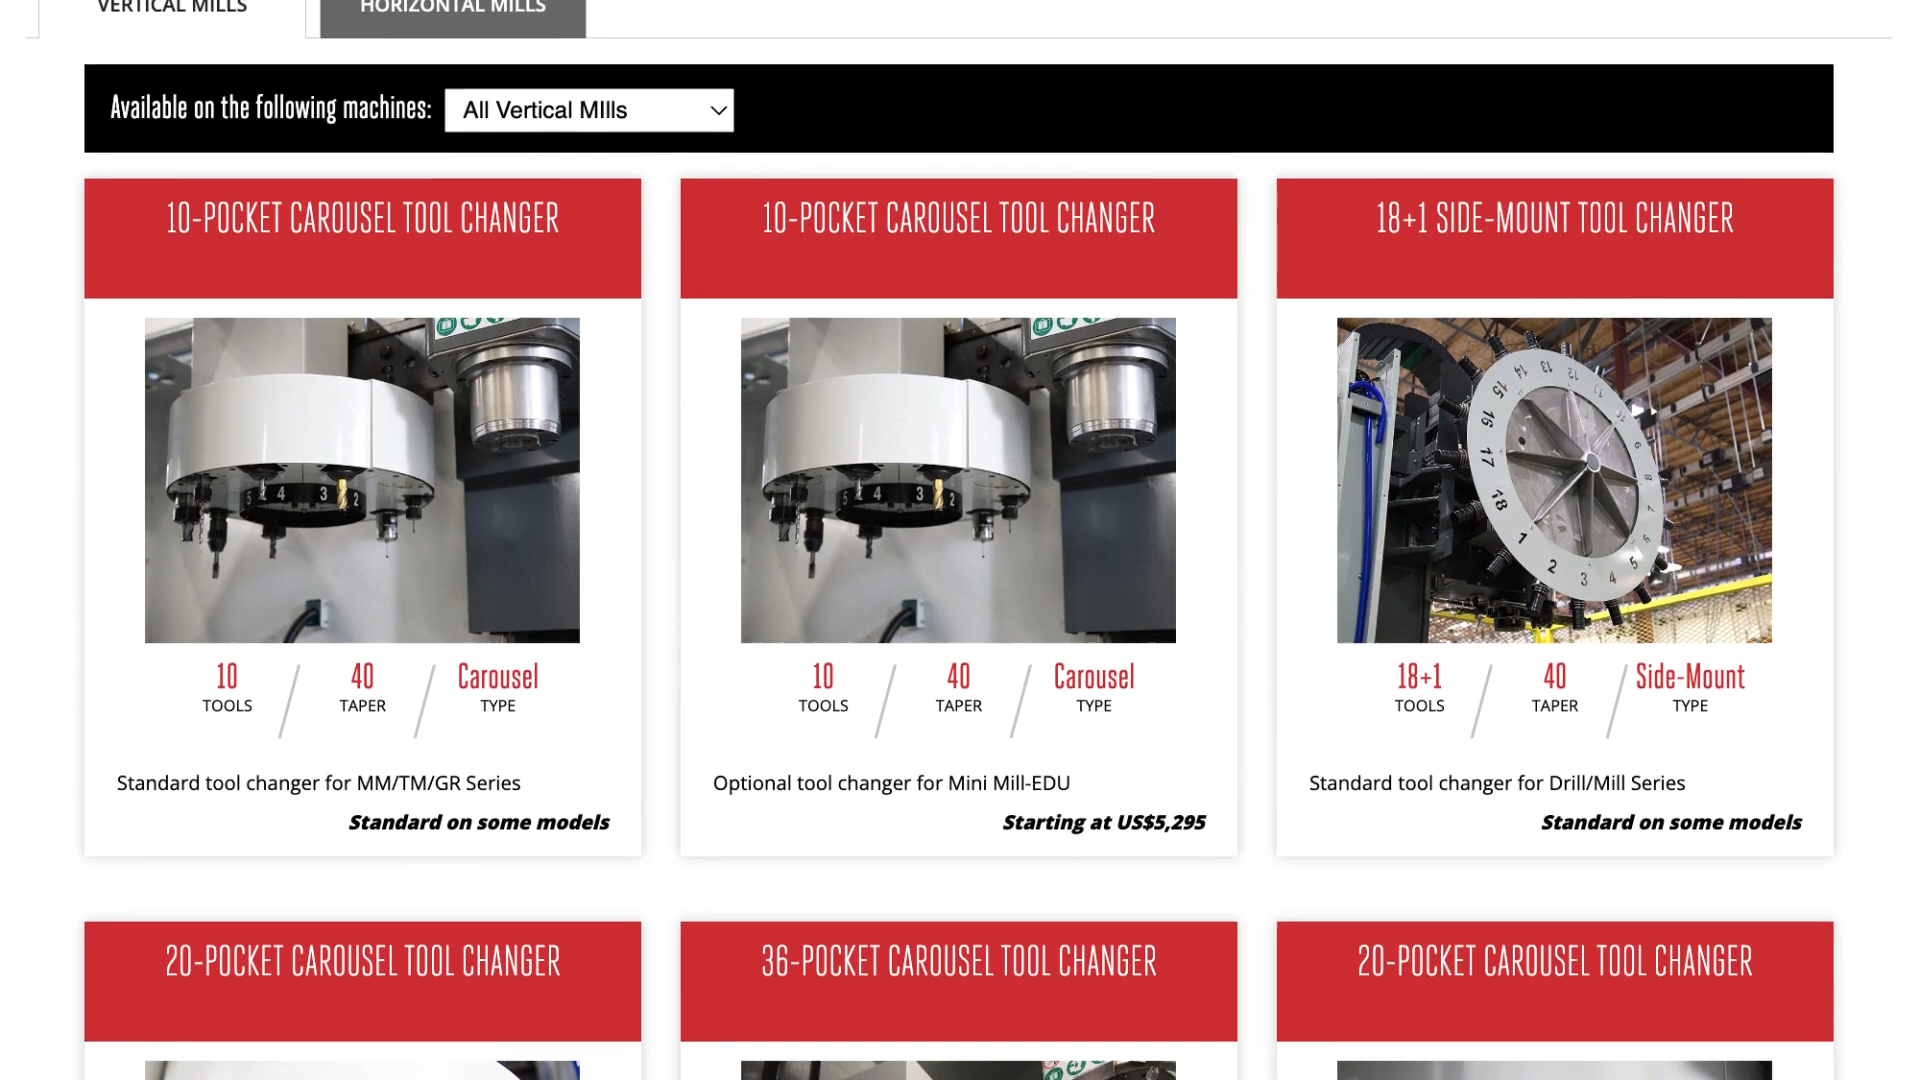 VERTICAL MILLS
HORIZONTAL MILLS
Available on the following machines:
All Vertical MIlls
10-POCKET CAROUSEL TOOL CHANGER
10
TOOLS
40
TAPER
Carousel
TYPE
Standard tool changer for MM/TM/GR Series
Standard on some models
10-POCKET CAROUSEL TOOL CHANGER
10
TOOLS
40
TAPER
Carousel
TYPE
Optional tool changer for Mini Mill-EDU
Starting at US$5,295
18+1 SIDE-MOUNT TOOL CHANGER
18+1
TOOLS
40
TAPER
Side-Mount
TYPE
Standard tool changer for Drill/Mill Series
Standard on some models
20-POCKET CAROUSEL TOOL CHANGER
36-POCKET CAROUSEL TOOL CHANGER
20-POCKET CAROUSEL TOOL CHANGER